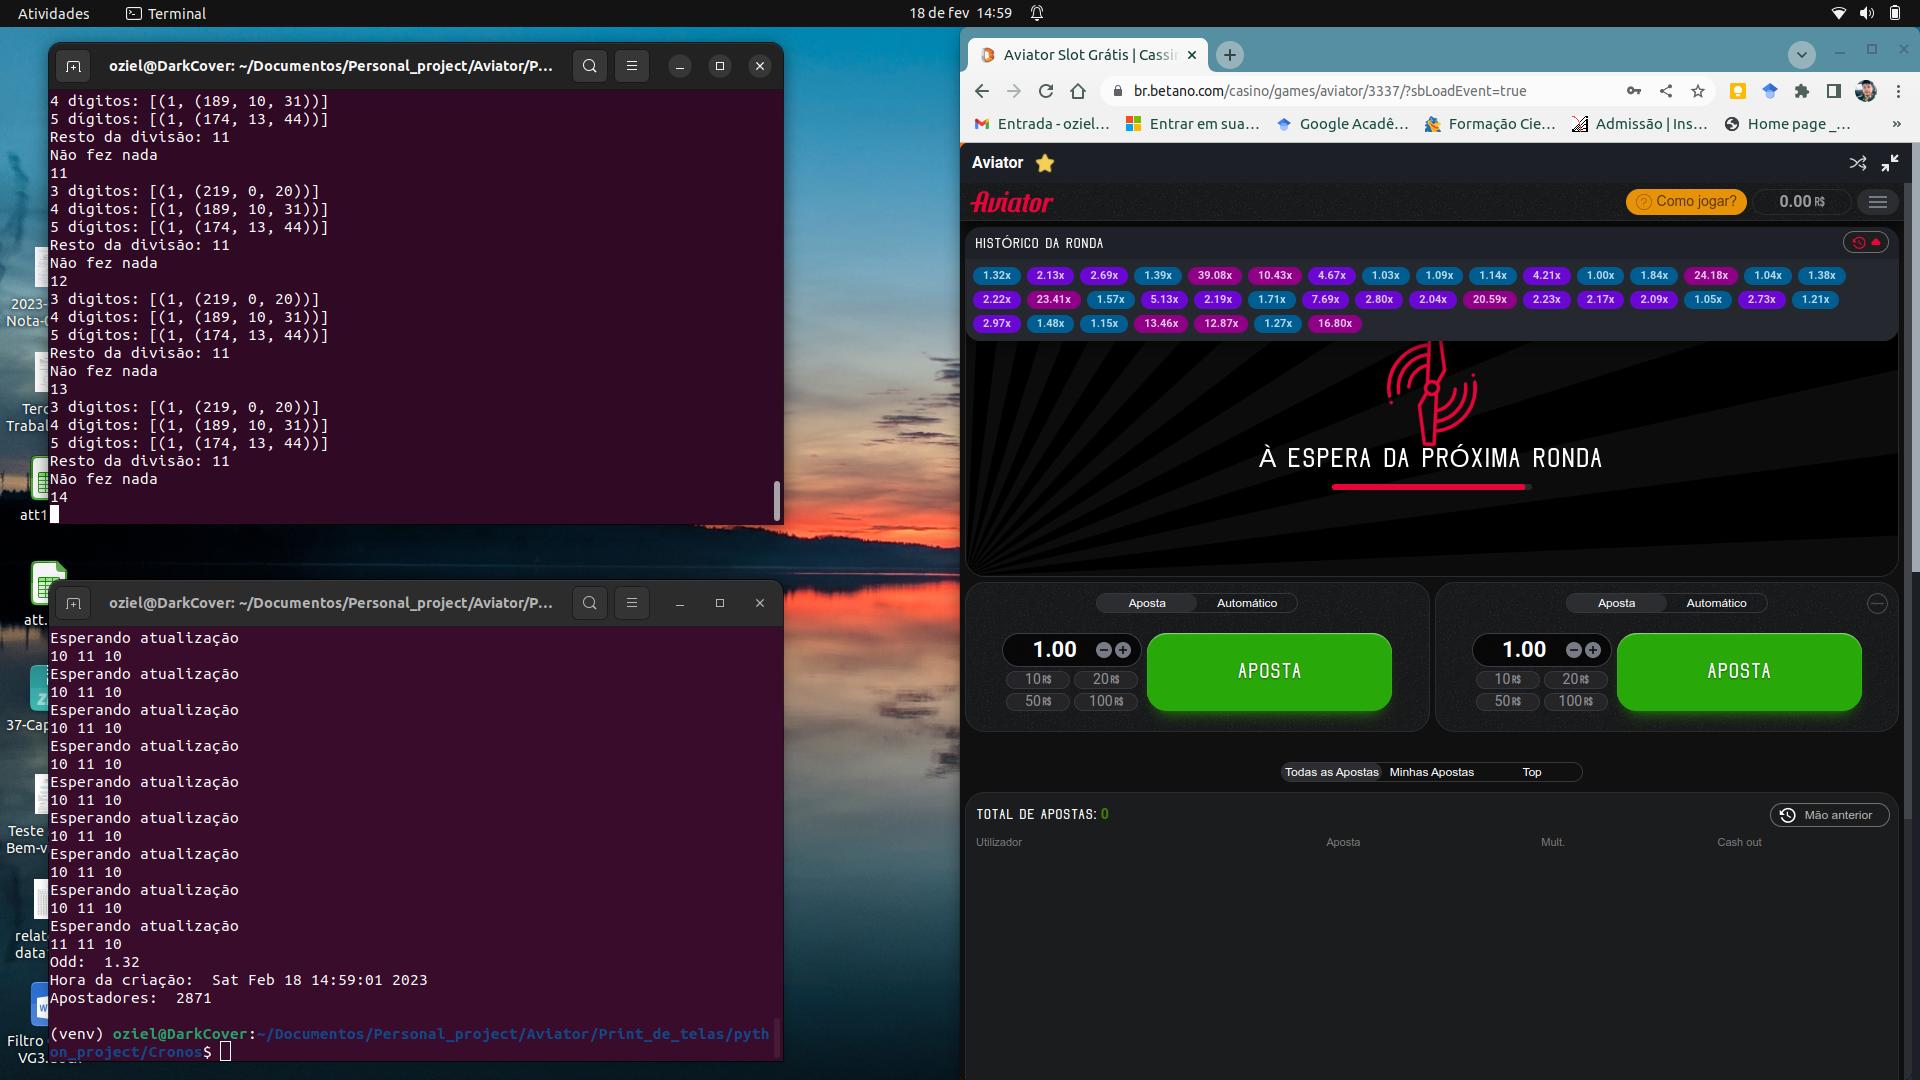 Atividades
Terminal
18 de fev 14:59
oziel@DarkCover: ~/Documentos/Personal_project/Aviator/P...
4 digitos: [(1, (189, 10, 31))]
5 dígitos: [(1, (174, 13, 44))]
Resto da divisão: 11
Não fez nada
11
3 digitos: [(1, (219, 0, 20))]
4 digitos: [(1, (189, 10, 31))]
5 dígitos: [(1, (174, 13, 44))]
Resto da divisão: 11
Não fez nada
12
3 digitos: [(1, (219, 0, 20))]
4 digitos: [(1, (189, 10, 31))]
5 dígitos: [(1, (174, 13, 44))]
Resto da divisão: 11
Não fez nada
13
3 digitos: [(1, (219, 0, 20))]
4 digitos: [(1, (189, 10, 31))]
5 dígitos: [(1, (174, 13, 44))]
Resto da divisão: 11
Não fez nada
14
2023-
Nota-
Terc
Trabal
att1
att.
37-Cap
Teste
Bem-v
relat
data
Filtro
VG3.
oziel@DarkCover: ~/Documentos/Personal_project/Aviator/P...
Esperando atualização
10 11 10
Esperando atualização
10 11 10
Esperando atualização
10 11 10
Esperando atualização
10 11 10
Esperando atualização
10 11 10
Esperando atualização
10 11 10
Esperando atualização
10 11 10
Esperando atualização
10 11 10
Esperando atualização
11 11 10
Odd:  1.32
Hora da criação:  Sat Feb 18 14:59:01 2023
Apostadores:  2871
(venv) oziel@DarkCover:~/Documentos/Personal_project/Aviator/Print_de_telas/pyth
on_project/Cronos$
Aviator Slot Grátis | Cassi
br.betano.com/casino/games/aviator/3337/?sbLoadEvent=true
Entrada - oziel... Entrar em sua... Google Acadê... Formação Cie... Admissão | Ins... Home page _... »
Aviator
Aviator
Como jogar?
0.00 R$
HISTÓRICO DA RONDA
1.32x 2.13x 2.69x 1.39x 39.08x 10.43x 4.67x 1.03x 1.09x 1.14x 4.21x 1.00x 1.84x 24.18x 1.04x 1.38x
2.22x 23.41x 1.57x 5.13x 2.19x 1.71x 7.69x 2.80x 2.04x 20.59x 2.23x 2.17x 2.09x 1.05x 2.73x 1.21x
2.97x 1.48x 1.15x 13.46x 12.87x 1.27x 16.80x
À ESPERA DA PRÓXIMA RONDA
Aposta Automático
1.00
10R$ 20R$
50R$ 100R$
APOSTA
Aposta Automático
1.00
10R$ 20R$
50R$ 100R$
APOSTA
Todas as Apostas Minhas Apostas Top
TOTAL DE APOSTAS: 0
Mão anterior
Utilizador Aposta Mult. Cash out